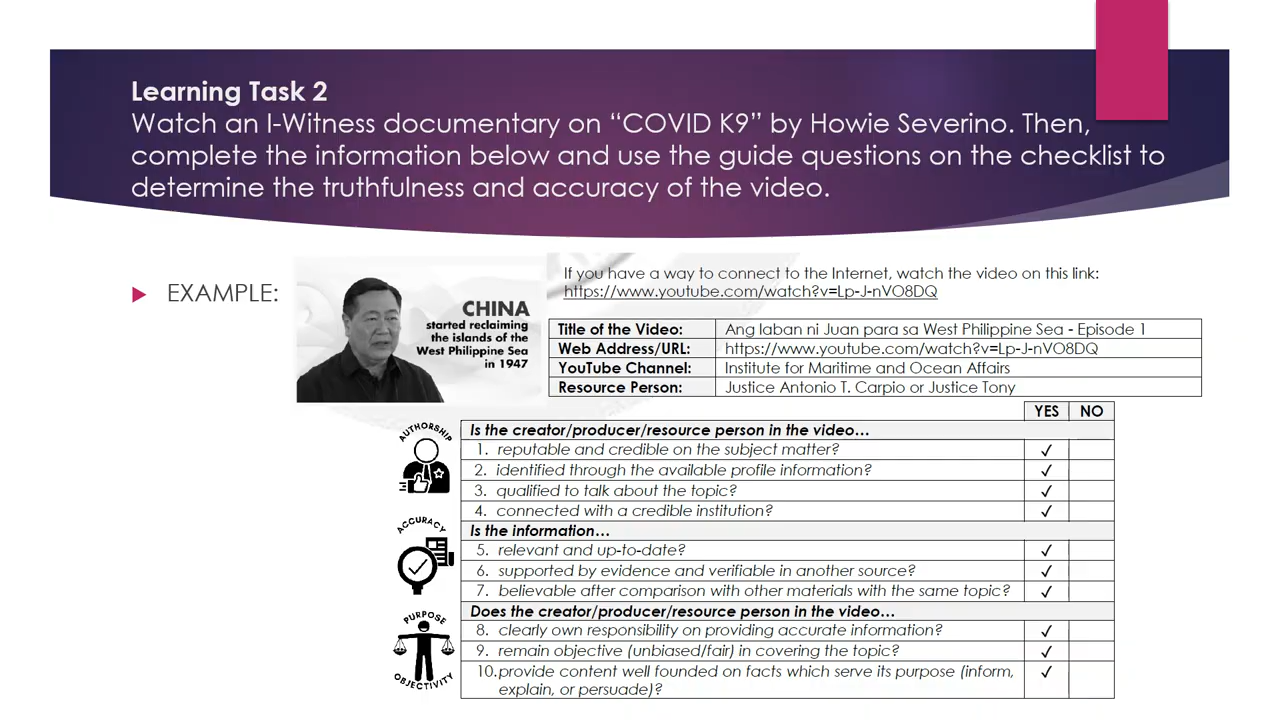 Learning Task 2
Watch an I-Witness documentary on “COVID K9” by Howie Severino. Then,
complete the information below and use the guide questions on the checklist to
determine the truthfulness and accuracy of the video.
EXAMPLE:
CHINA
started reclaiming
the islands of the
West Philippine Sea
in 1947
If you have a way to connect to the Internet, watch the video on this link:
https://www.youtube.com/watch?v=Lp-J-nVO8DQ
Title of the Video: Ang laban ni Juan para sa West Philippine Sea - Episode 1
Web Address/URL: https://www.youtube.com/watch?v=Lp-J-nVO8DQ
YouTube Channel: Institute for Maritime and Ocean Affairs
Resource Person: Justice Antonio T. Carpio or Justice Tony
YES NO
AUTHORSHIP
Is the creator/producer/resource person in the video…
1. reputable and credible on the subject matter? ✓
2. identified through the available profile information? ✓
3. qualified to talk about the topic? ✓
4. connected with a credible institution? ✓
ACCURACY
Is the information…
5. relevant and up-to-date? ✓
6. supported by evidence and verifiable in another source? ✓
7. believable after comparison with other materials with the same topic? ✓
PURPOSE
OBJECTIVITY
Does the creator/producer/resource person in the video…
8. clearly own responsibility on providing accurate information? ✓
9. remain objective (unbiased/fair) in covering the topic? ✓
10. provide content well founded on facts which serve its purpose (inform, ✓
explain, or persuade)?